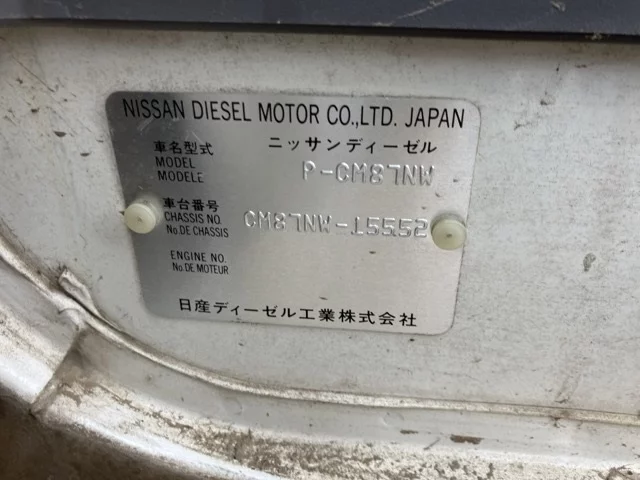 NISSAN DIESEL MOTOR CO.,LTD. JAPAN
車名型式 ニッサンディーゼル
MODEL
MODELE P-CM87NW
車台番号
CHASSIS NO.
No.DE CHASSIS CM87NW-15552
ENGINE NO.
No.DE MOTEUR
日産ディーゼル工業株式会社